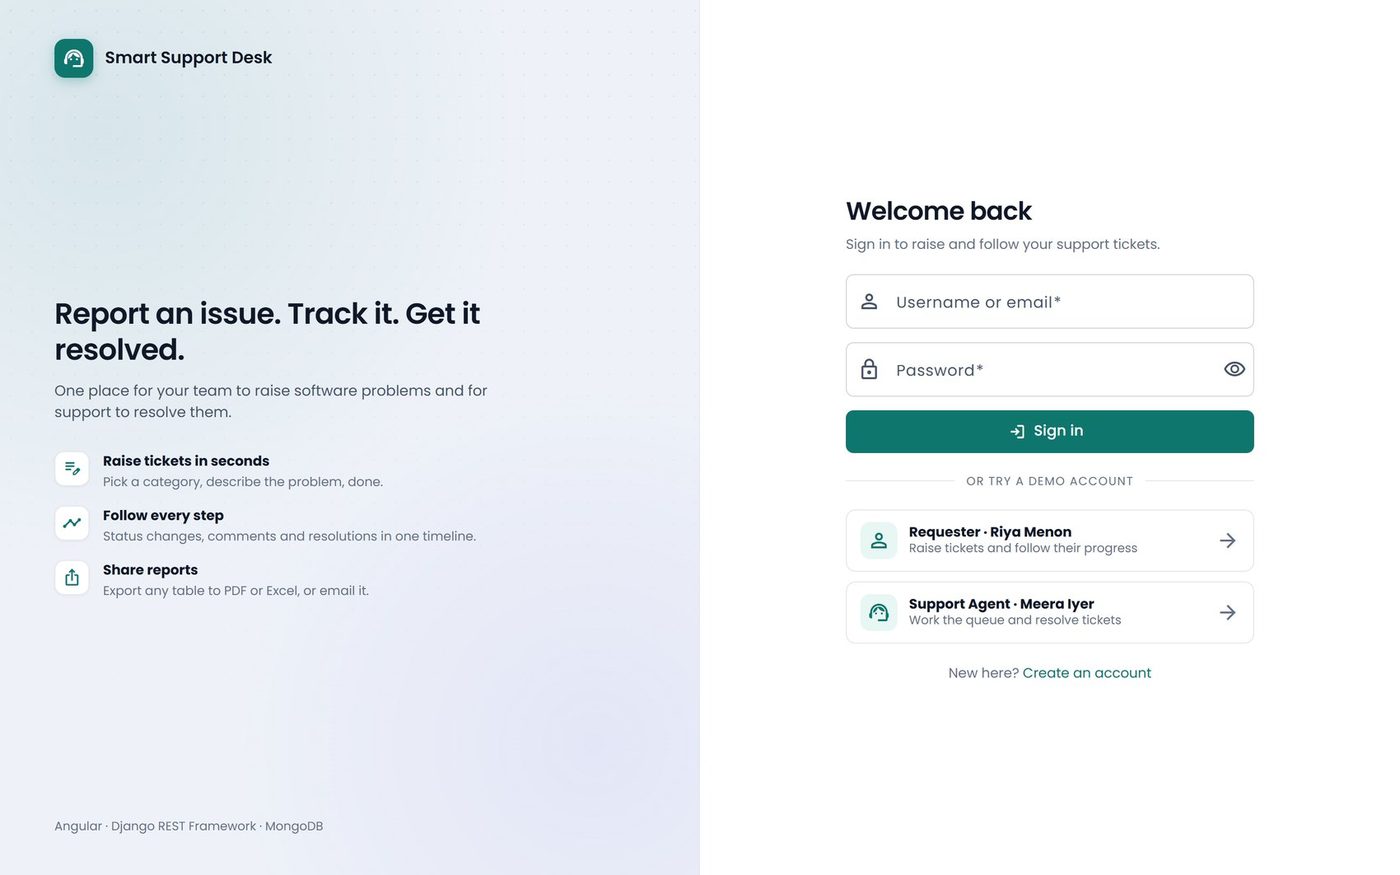 Smart Support Desk
Report an issue. Track it. Get it
resolved.
One place for your team to raise software problems and for
support to resolve them.
Raise tickets in seconds
Pick a category, describe the problem, done.
Follow every step
Status changes, comments and resolutions in one timeline.
Share reports
Export any table to PDF or Excel, or email it.
Angular · Django REST Framework · MongoDB
Welcome back
Sign in to raise and follow your support tickets.
Username or email*
Password*
Sign in
OR TRY A DEMO ACCOUNT
Requester · Riya Menon
Raise tickets and follow their progress
Support Agent · Meera Iyer
Work the queue and resolve tickets
New here? Create an account